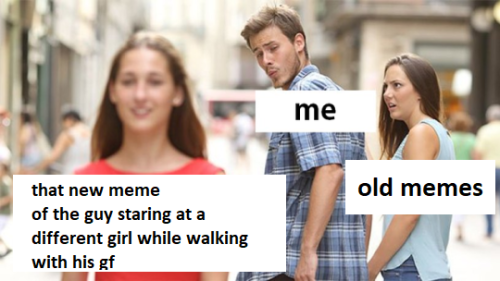 me
old memes
that new meme
of the guy staring at a
different girl while walking
with his gf